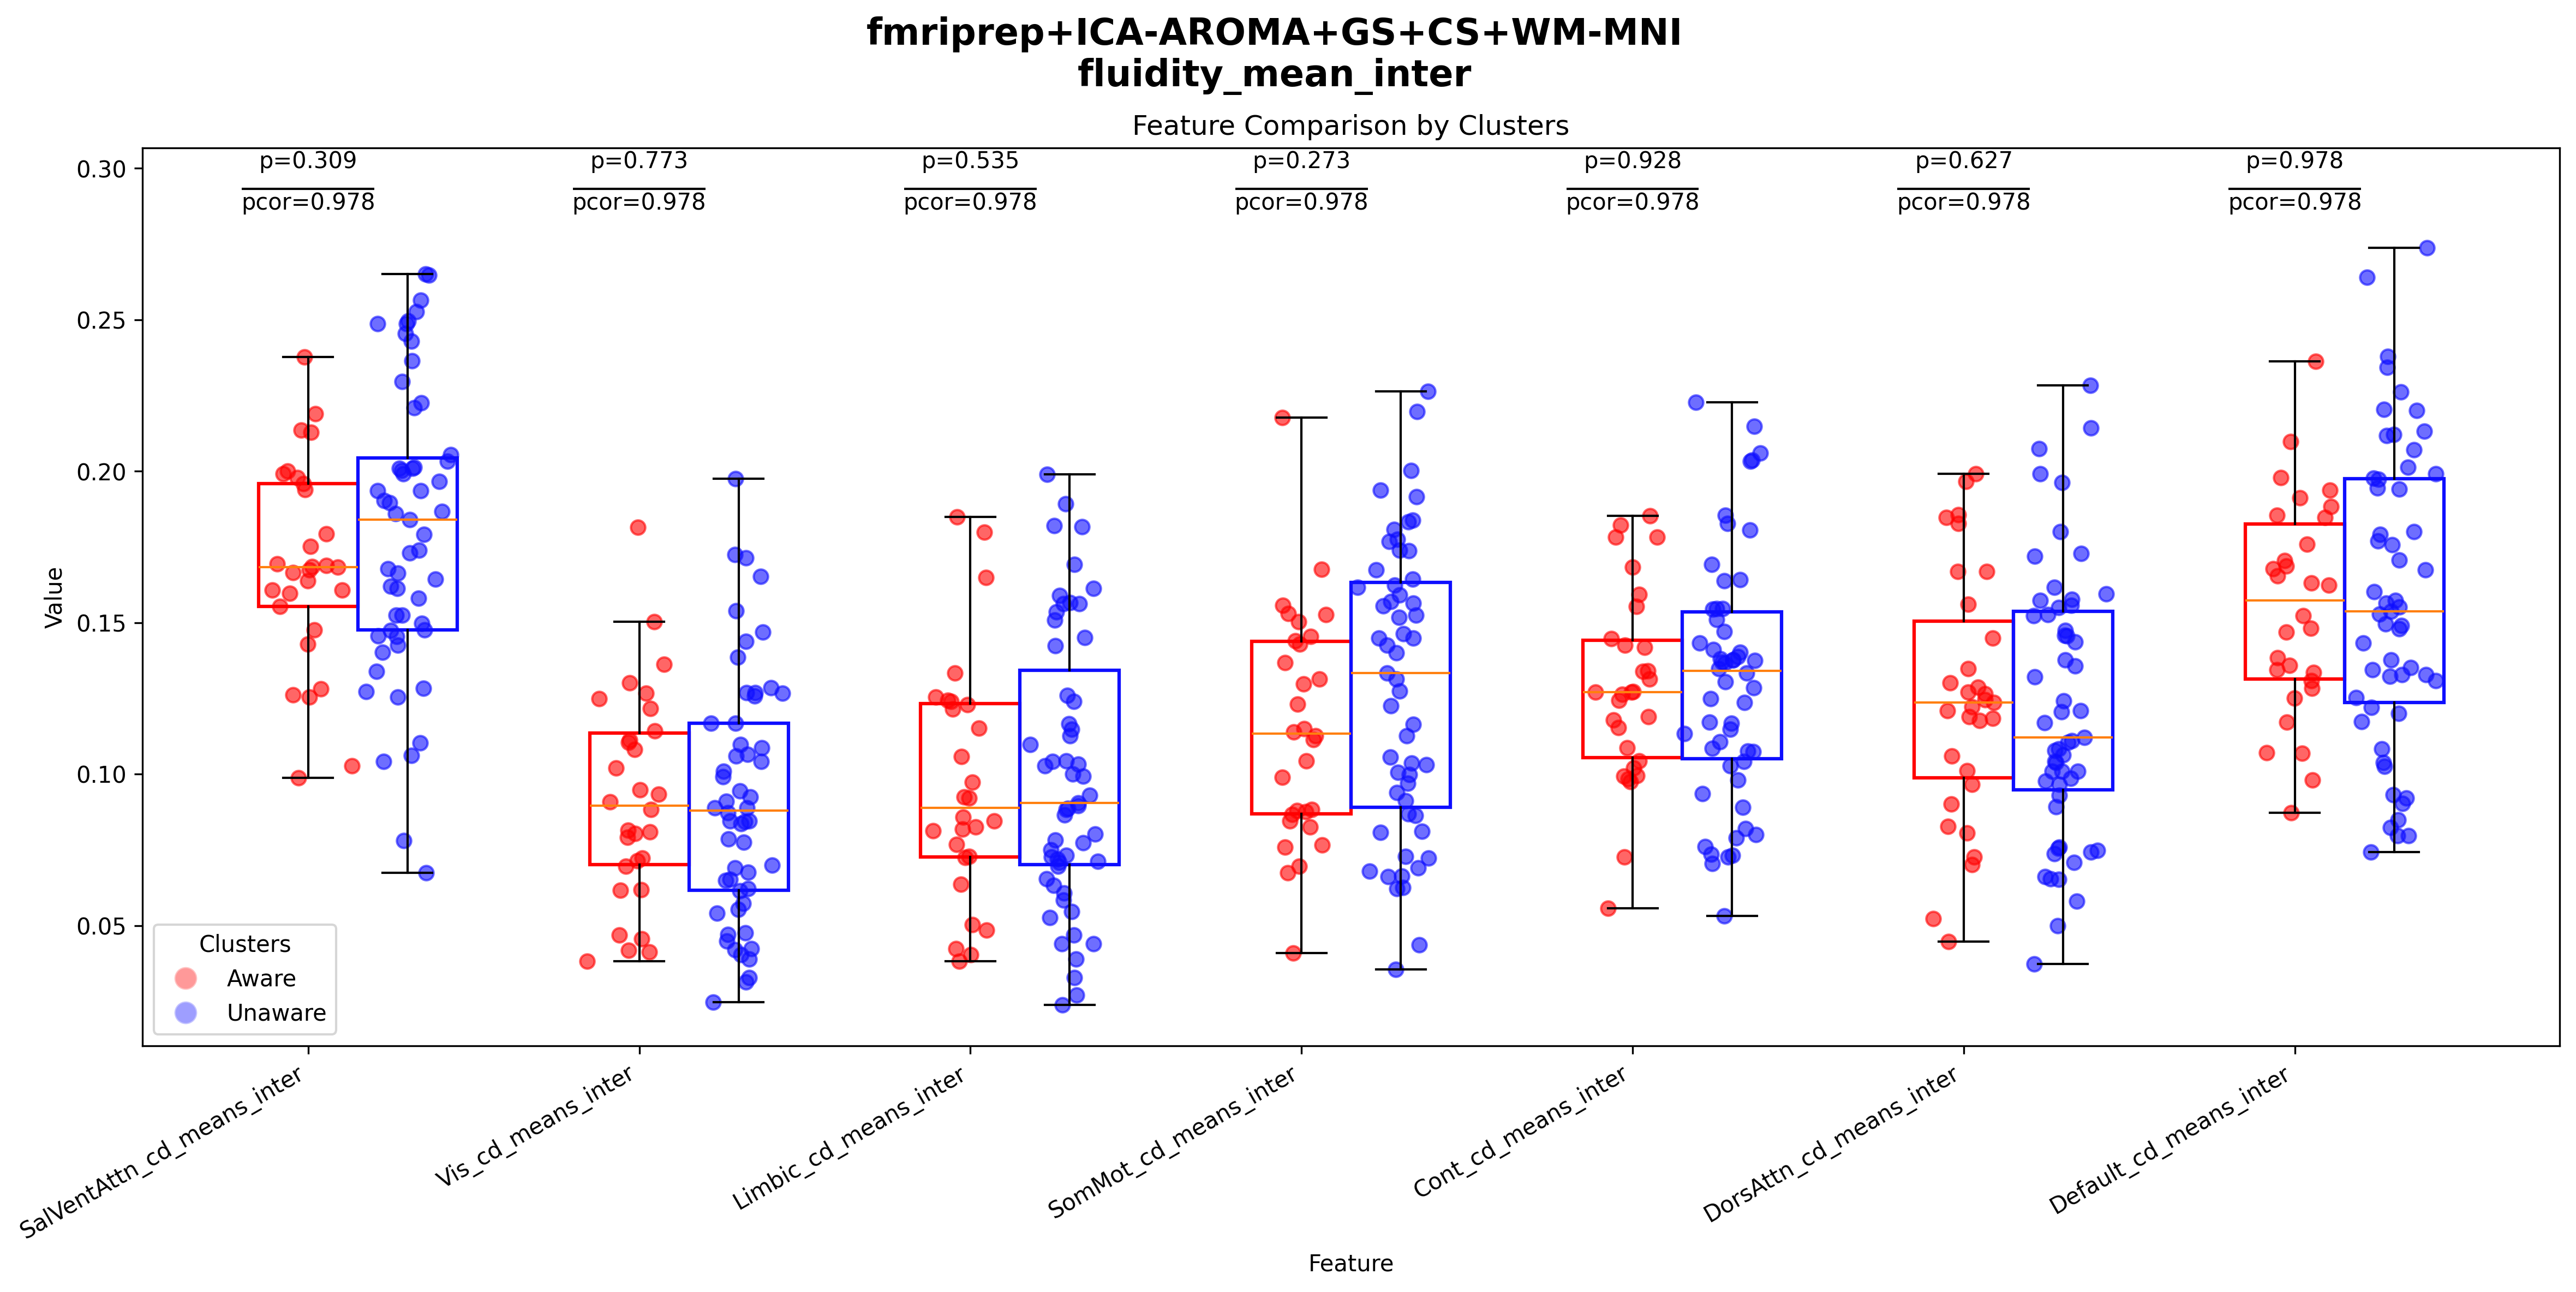 fmriprep+ICA-AROMA+GS+CS+WM-MNI
fluidity_mean_inter
Feature Comparison by Clusters
p=0.309 p=0.773 p=0.535 p=0.273 p=0.928 p=0.627 p=0.978
pcor=0.978 pcor=0.978 pcor=0.978 pcor=0.978 pcor=0.978 pcor=0.978 pcor=0.978
0.30
0.25
0.20
0.15
0.10
0.05
Value
Clusters
Aware
Unaware
SalVentAttn_cd_means_inter
Vis_cd_means_inter
Limbic_cd_means_inter
SomMot_cd_means_inter
Cont_cd_means_inter
DorsAttn_cd_means_inter
Default_cd_means_inter
Feature